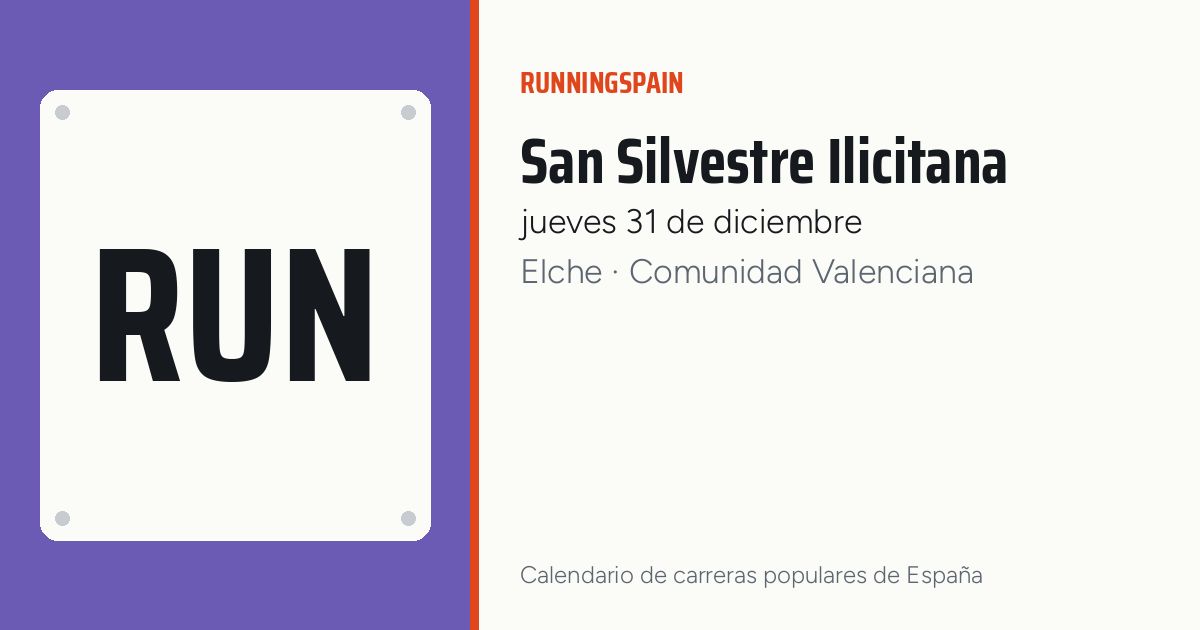 RUN
RUNNINGSPAIN
San Silvestre Ilicitana
jueves 31 de diciembre
Elche · Comunidad Valenciana
Calendario de carreras populares de España